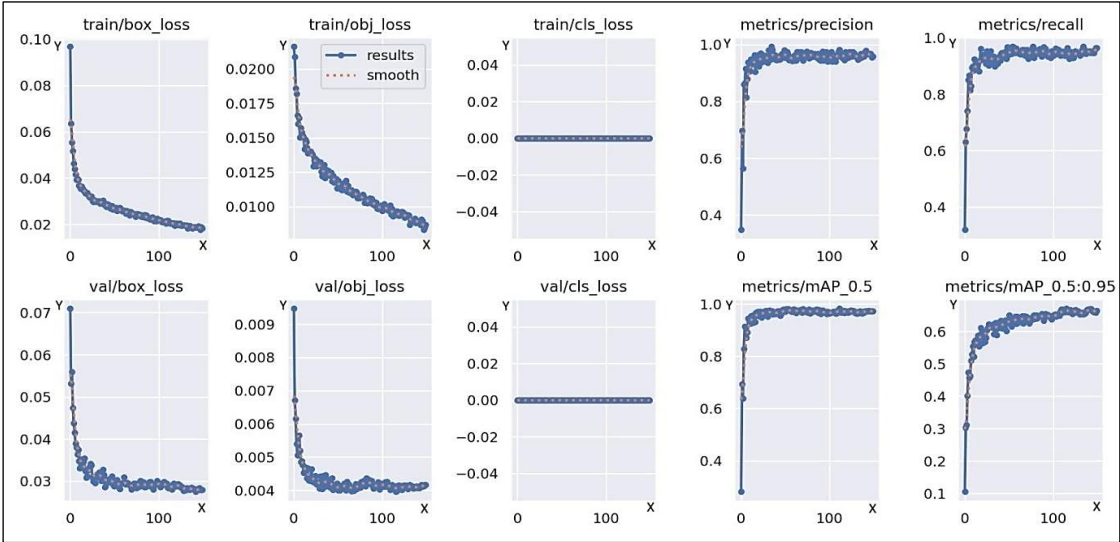 train/box_loss
train/obj_loss
train/cls_loss
metrics/precision
metrics/recall
0.10
0.08
0.06
0.04
0.02
Y
X
0
100
0.0200
0.0175
0.0150
0.0125
0.0100
Y
results
smooth
X
0
100
0.04
0.02
0.00
−0.02
−0.04
Y
X
0
100
1.0
0.8
0.6
0.4
Y
X
0
100
1.0
0.8
0.6
0.4
Y
X
0
100
val/box_loss
val/obj_loss
val/cls_loss
metrics/mAP_0.5
metrics/mAP_0.5:0.95
0.07
0.06
0.05
0.04
0.03
Y
X
0
100
0.009
0.008
0.007
0.006
0.005
0.004
Y
X
0
100
0.04
0.02
0.00
−0.02
−0.04
Y
X
0
100
1.0
0.8
0.6
0.4
Y
X
0
100
0.6
0.5
0.4
0.3
0.2
0.1
Y
X
0
100